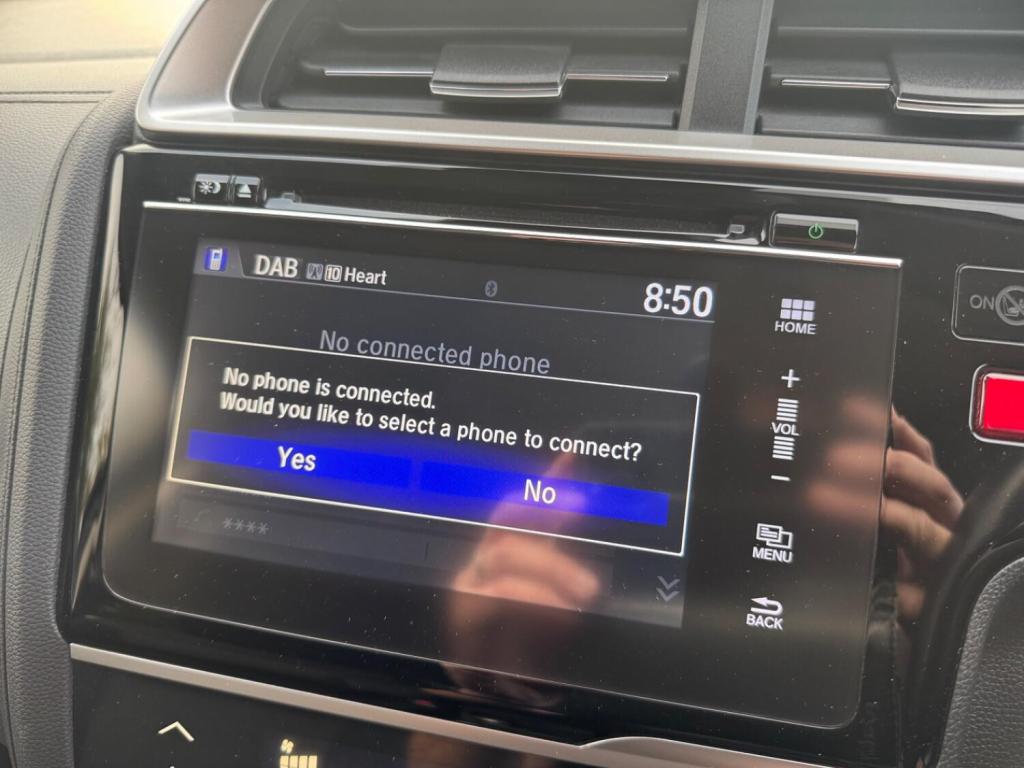 DAB 10 Heart
8:50
No connected phone
No phone is connected.
Would you like to select a phone to connect?
Yes
No
****
HOME
+
VOL
-
MENU
BACK
ON